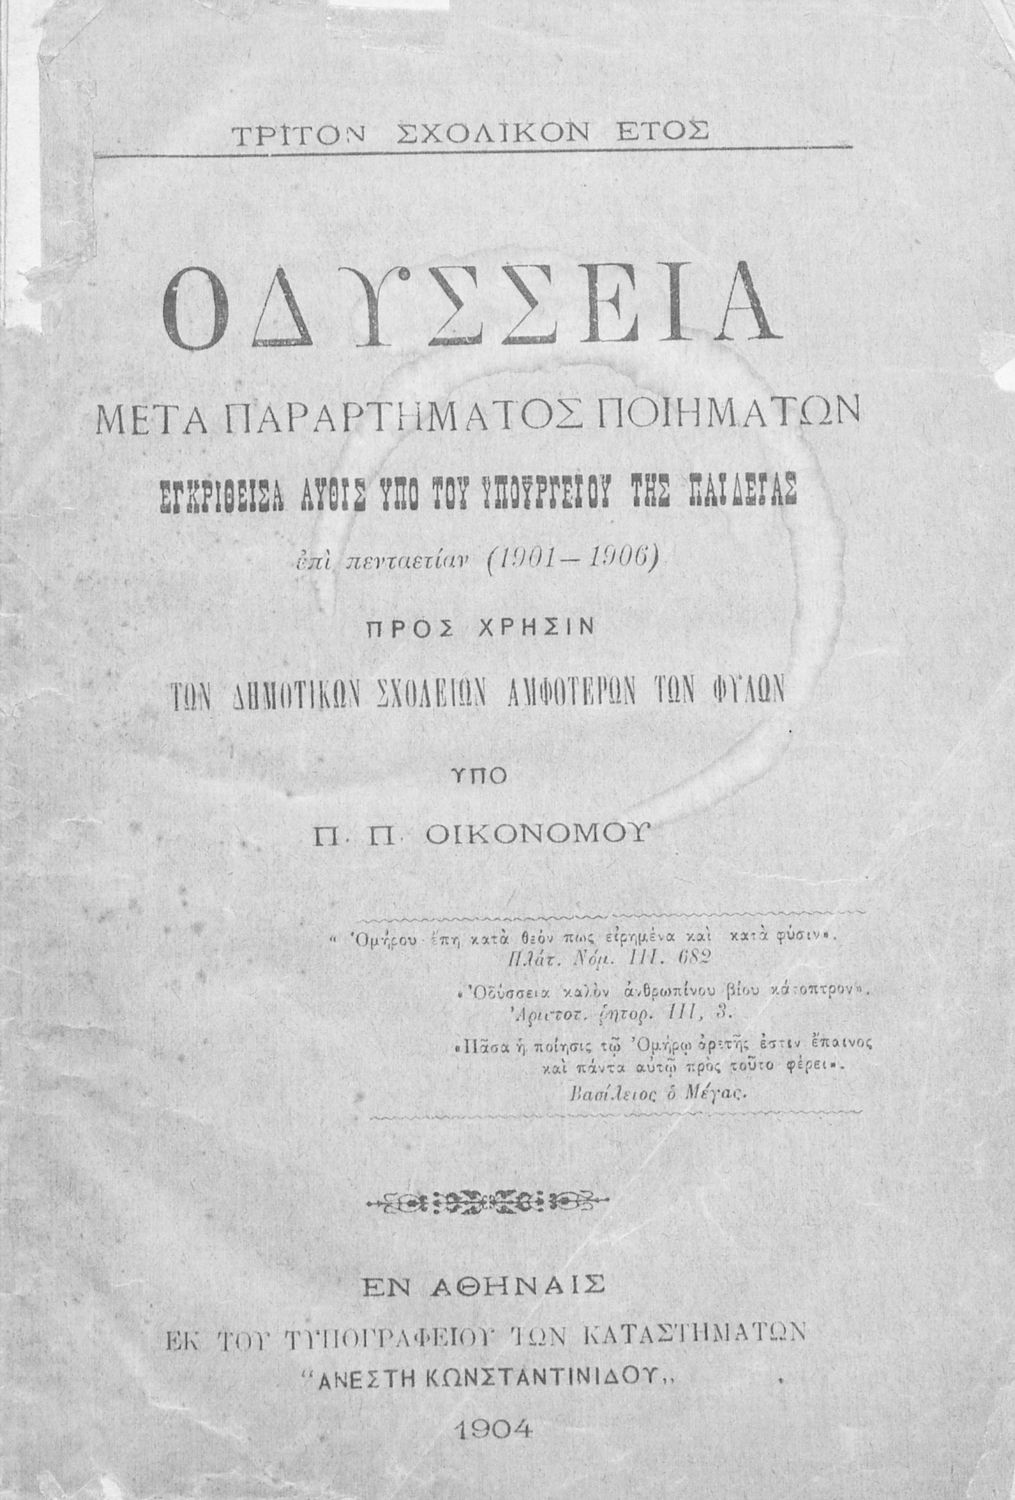 ΤΡΙΤΟΝ ΣΧΟΛΙΚΟΝ ΕΤΟΣ
ΟΔΥΣΣΕΙΑ
ΜΕΤΑ ΠΑΡΑΡΤΗΜΑΤΟΣ ΠΟΙΗΜΑΤΩΝ
ΕΓΚΡΙΘΕΙΣΑ ΑΥΘΙΣ ΥΠΟ ΤΟΥ ΥΠΟΥΡΓΕΙΟΥ ΤΗΣ ΠΑΙΔΕΙΑΣ
ἐπὶ πενταετίαν (1901—1906)
ΠΡΟΣ ΧΡΗΣΙΝ
ΤΩΝ ΔΗΜΟΤΙΚΩΝ ΣΧΟΛΕΙΩΝ ΑΜΦΟΤΕΡΩΝ ΤΩΝ ΦΥΛΩΝ
ΥΠΟ
Π. Π. ΟΙΚΟΝΟΜΟΥ
« Ὁμήρου ἔπη κατὰ θεόν πως εἰρημένα καὶ κατὰ φύσιν».
Πλάτ. Νόμ. III. 682
«Ὀδύσσεια καλὸν ἀνθρωπίνου βίου κάτοπτρον».
Ἀριστοτ. ῥητορ. III, 3.
«Πᾶσα ἡ ποίησις τῷ Ὁμήρῳ ἀρετῆς ἐστιν ἔπαινος
καὶ πάντα αὐτῷ πρὸς τοῦτο φέρει».
Βασίλειος ὁ Μέγας.
ΕΝ ΑΘΗΝΑΙΣ
ΕΚ ΤΟΥ ΤΥΠΟΓΡΑΦΕΙΟΥ ΤΩΝ ΚΑΤΑΣΤΗΜΑΤΩΝ
"ΑΝΕΣΤΗ ΚΩΝΣΤΑΝΤΙΝΙΔΟΥ„
1904